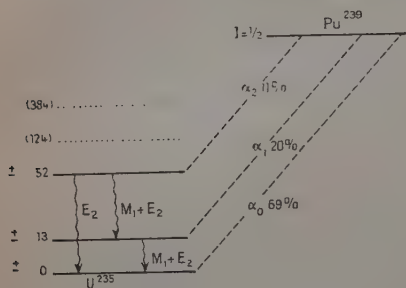 Pu²³⁹
I=1/2
(384)
α₂ 11%
(124)
± 52
α₁ 20%
E₂
M₁+E₂
α₀ 69%
± 13
M₁+E₂
± 0
U²³⁵